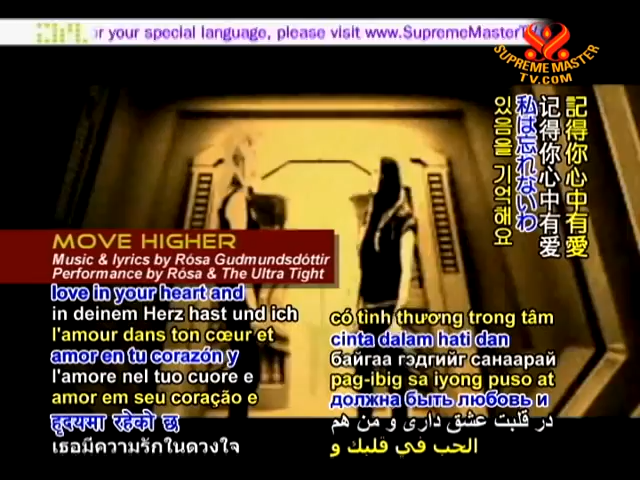 or your special language, please visit www.SupremeMasterTV
SUPREME MASTER
TV.COM
記得你心中有愛
记得你心中有爱
私は忘れないわ
있음을 기억해요
MOVE HIGHER
Music & lyrics by Rósa Gudmundsdóttir
Performance by Rósa & The Ultra Tight
love in your heart and
in deinem Herz hast und ich
l'amour dans ton cœur et
amor en tu corazón y
l'amore nel tuo cuore e
amor em seu coração e
हृदयमा रहेको छ
เธอมีความรักในดวงใจ
có tình thương trong tâm
cinta dalam hati dan
байгаа гэдгийг санаарай
pag-ibig sa iyong puso at
должна быть любовь и
در قلبت عشق داری و من هم
الحب في قلبك و